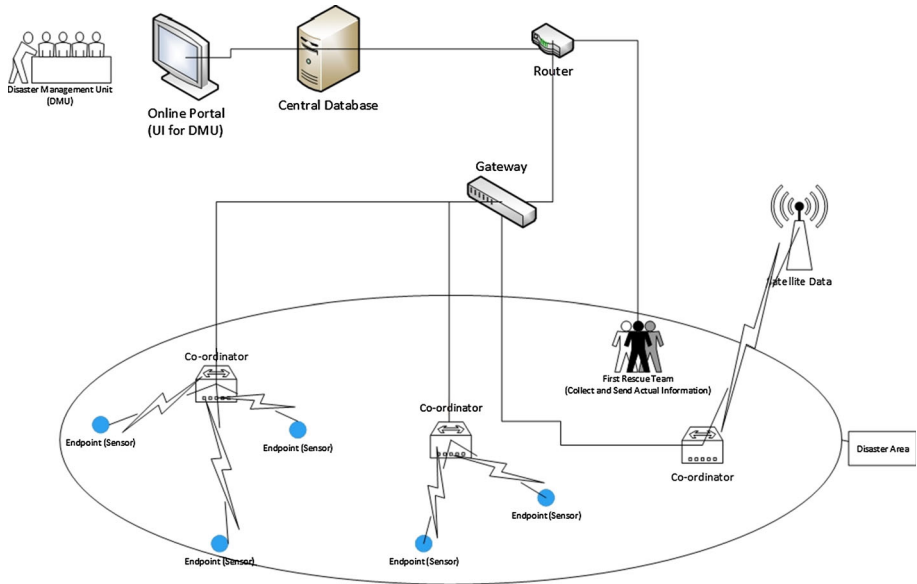 Disaster Management Unit
(DMU)
Online Portal
(UI for DMU)
Central Database
Router
Gateway
Satellite Data
Co-ordinator
First Rescue Team
(Collect and Send Actual Information)
Co-ordinator
Endpoint (Sensor)
Endpoint (Sensor)
Disaster Area
Co-ordinator
Endpoint (Sensor)
Endpoint (Sensor)
Endpoint (Sensor)